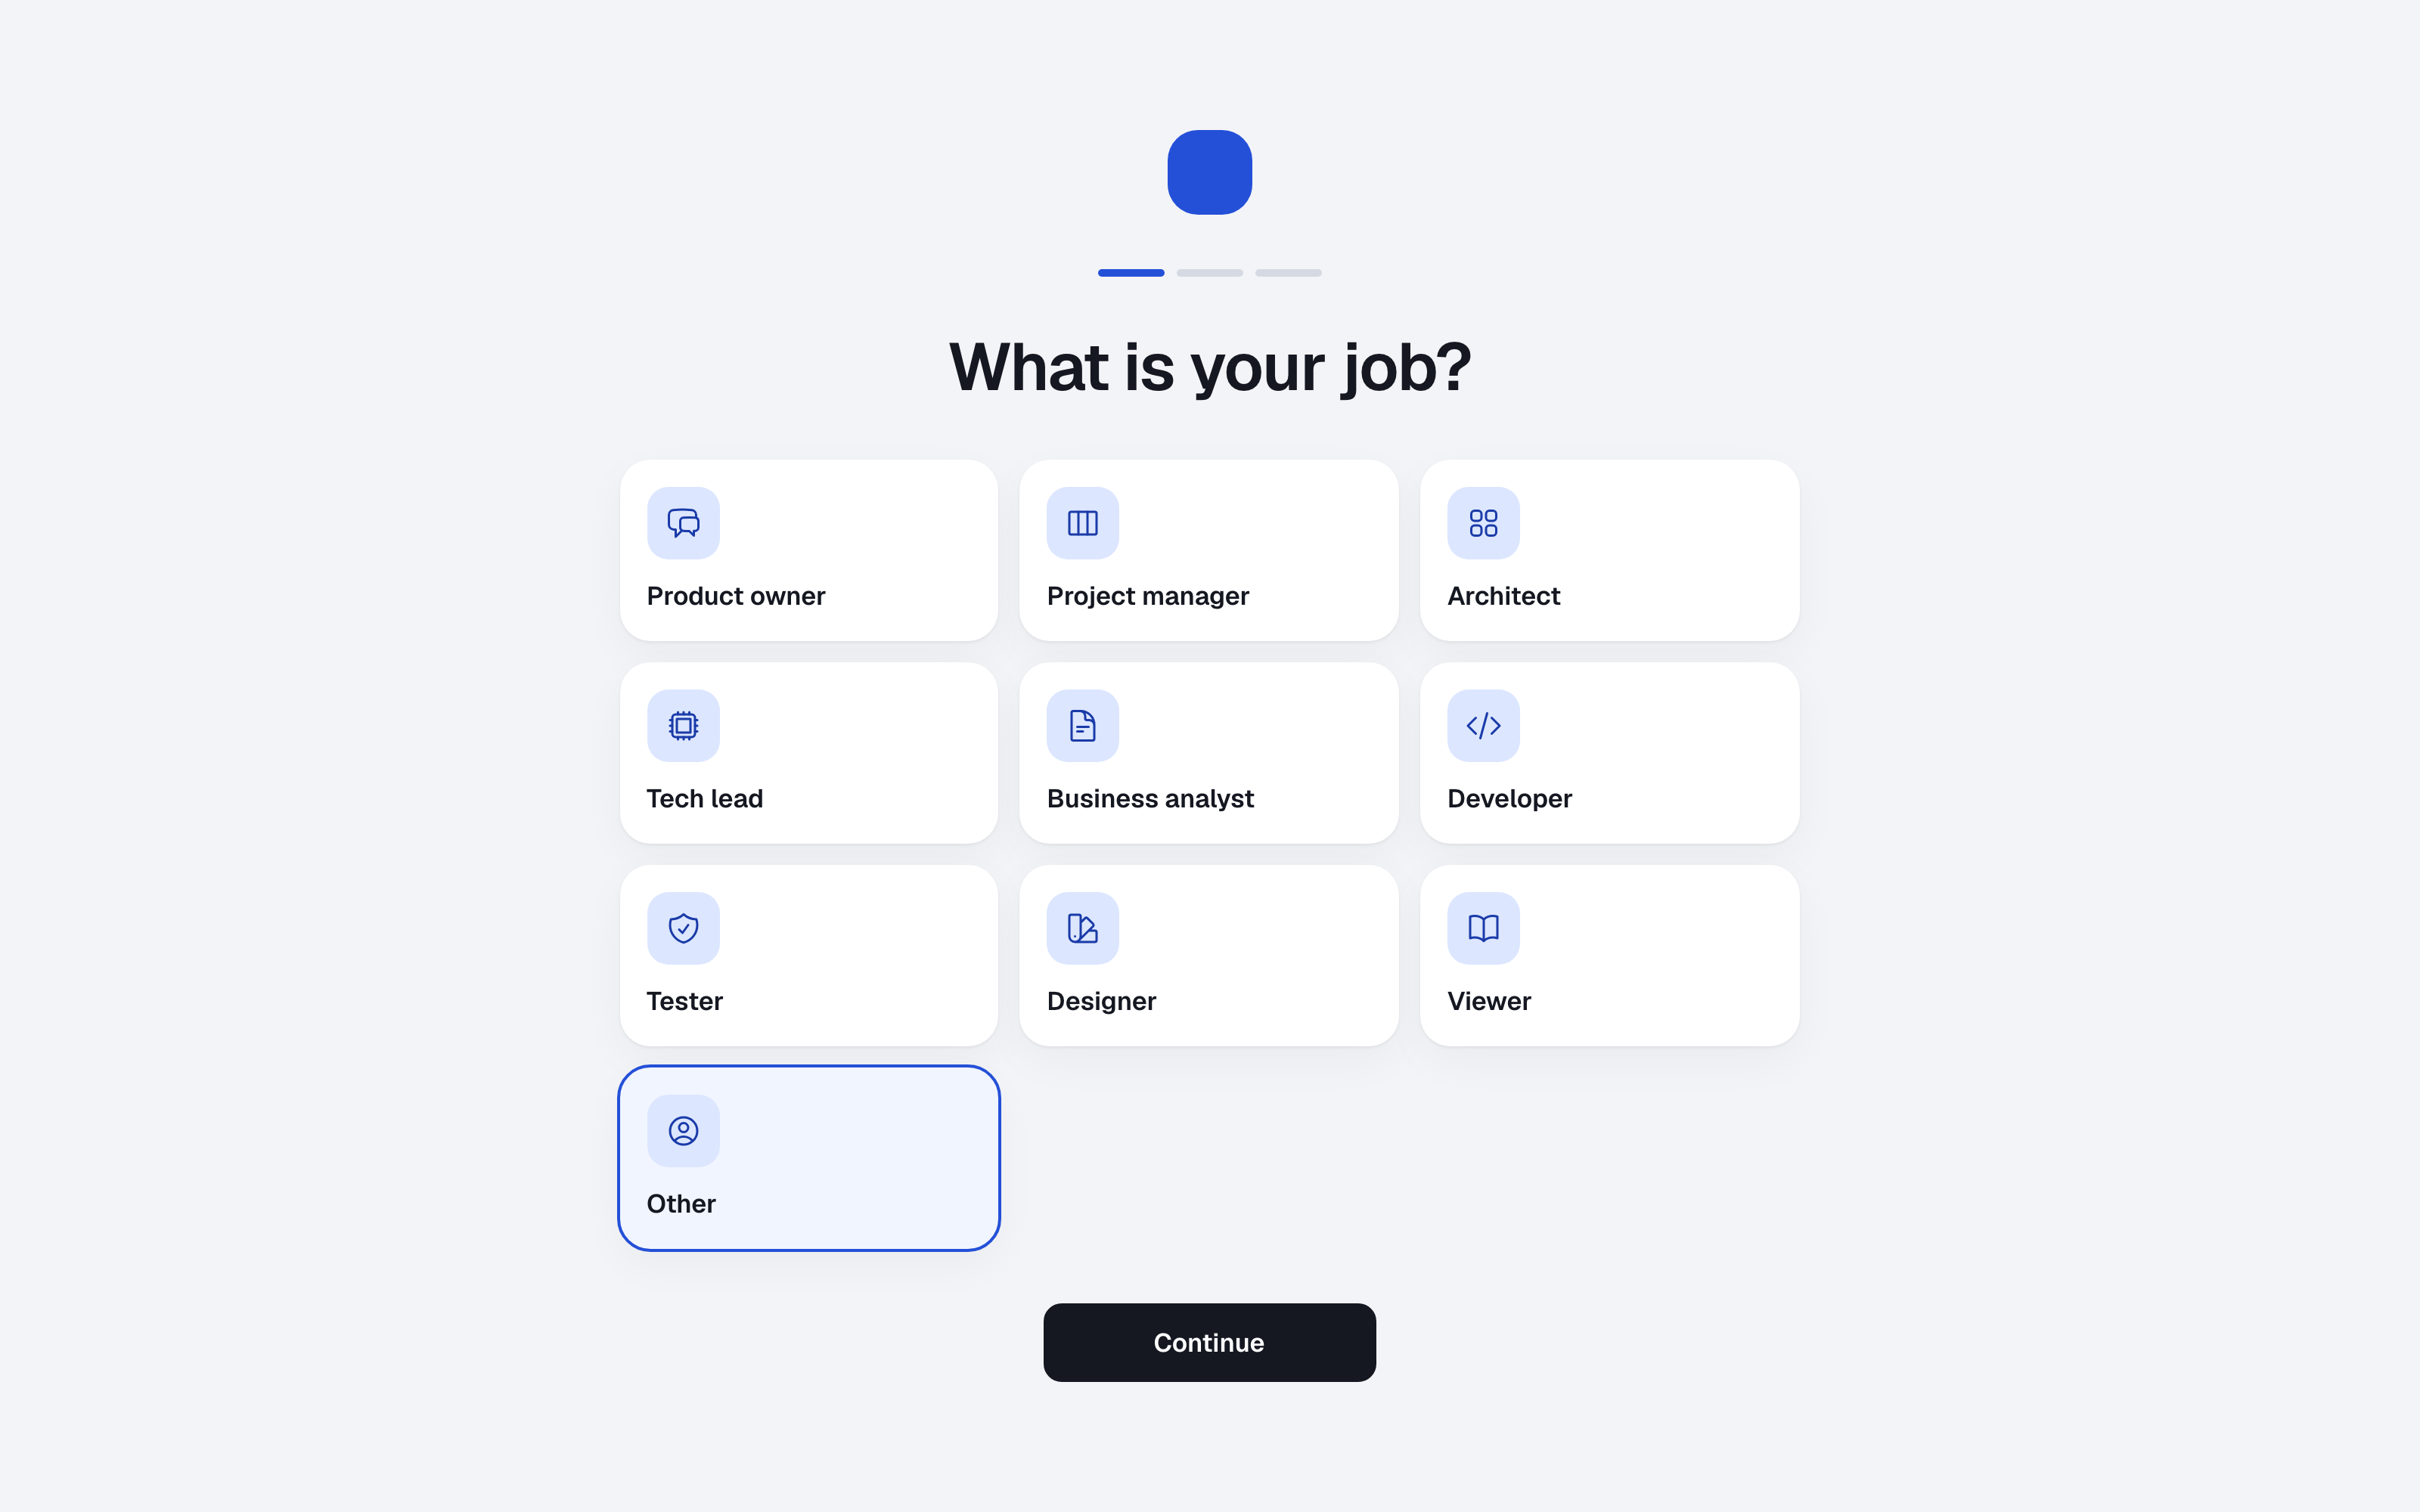 What is your job?
Product owner
Project manager
Architect
Tech lead
Business analyst
Developer
Tester
Designer
Viewer
Other
Continue